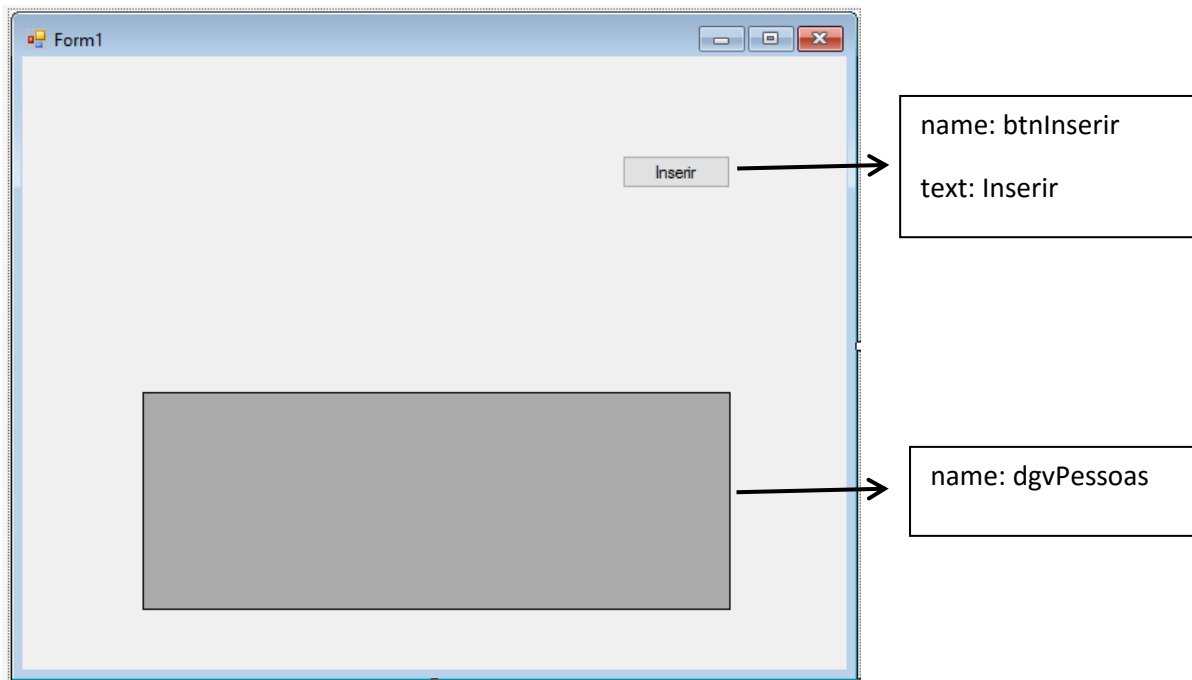 Form1
Inserir
name: btnInserir
text: Inserir
name: dgvPessoas